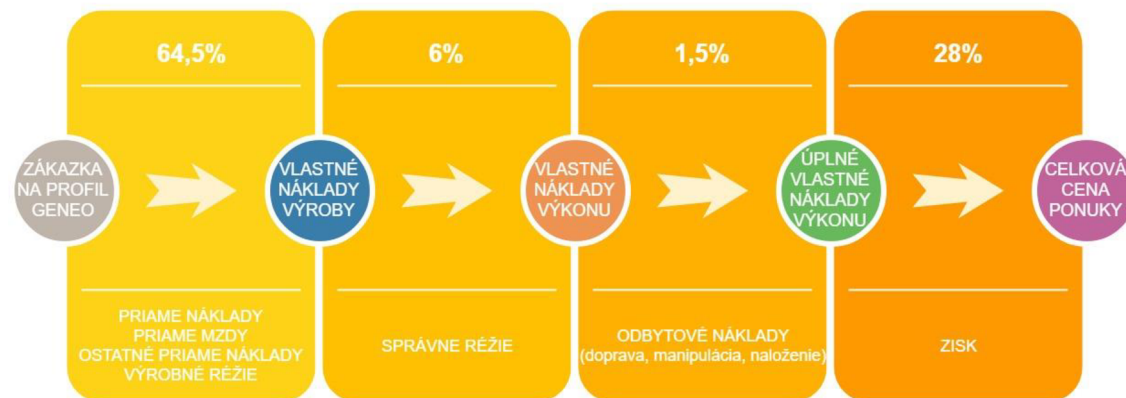 64,5%
6%
1,5%
28%
ZÁKAZKA
NA PROFIL
GENEO
VLASTNÉ
NÁKLADY
VÝROBY
VLASTNÉ
NÁKLADY
VÝKONU
ÚPLNÉ
VLASTNÉ
NÁKLADY
VÝKONU
CELKOVÁ
CENA
PONUKY
PRIAME NÁKLADY
PRIAME MZDY
OSTATNÉ PRIAME NÁKLADY
VÝROBNÉ RÉŽIE
SPRÁVNE RÉŽIE
ODBYTOVÉ NÁKLADY
(doprava, manipulácia, naloženie)
ZISK